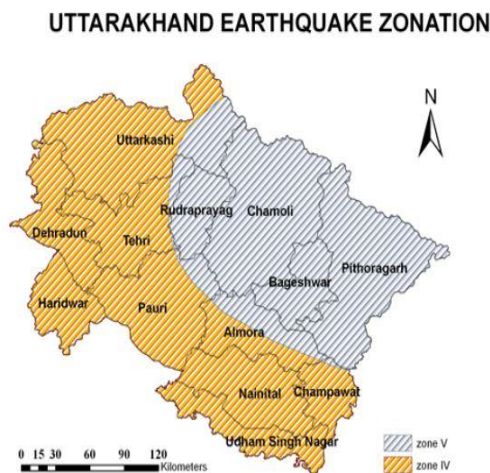 UTTARAKHAND EARTHQUAKE ZONATION
N
Uttarkashi
Rudraprayag
Chamoli
Dehradun
Tehri
Pithoragarh
Bageshwar
Haridwar
Pauri
Almora
Nainital
Champawat
Udham Singh Nagar
zone V
zone IV
0 15 30 60 90 120
Kilometers